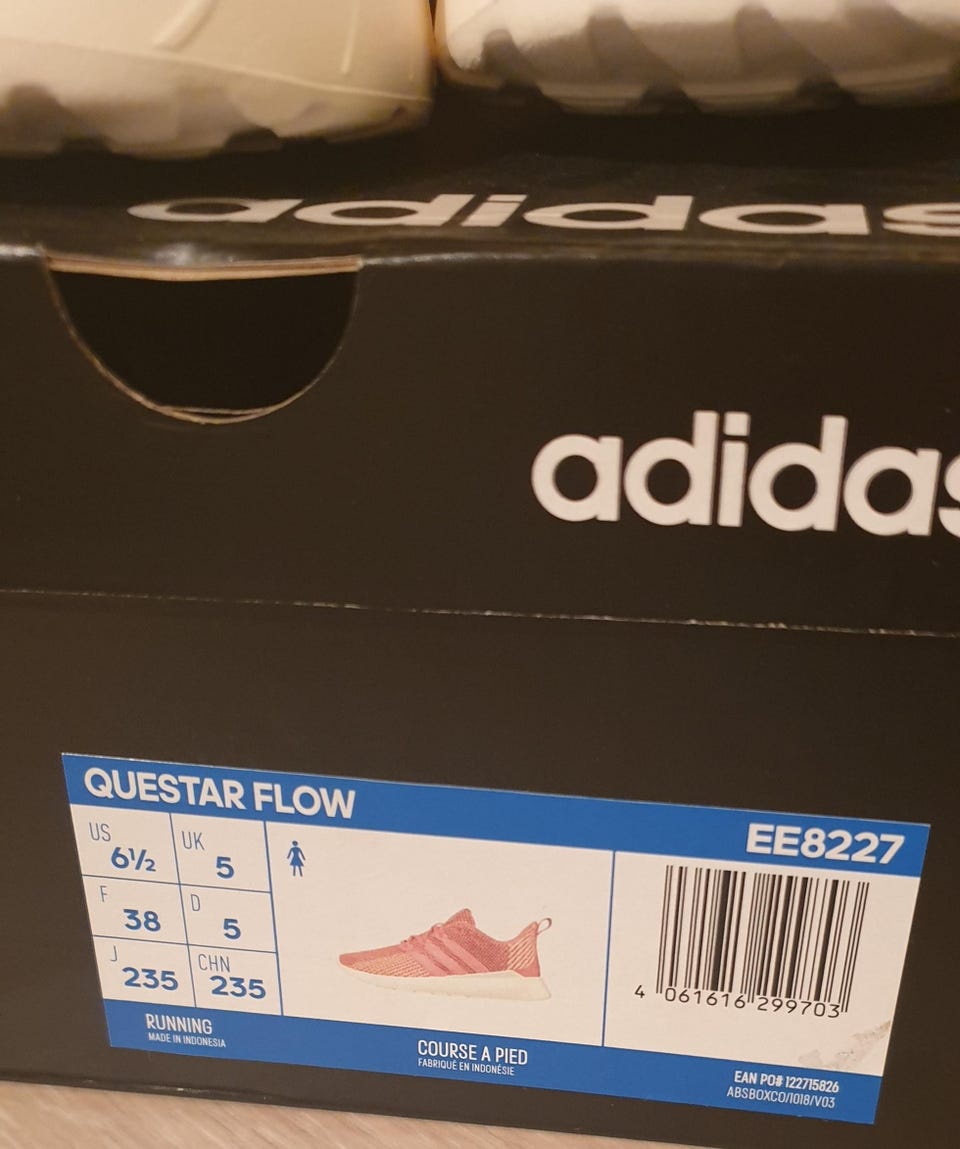 adidas
adidas
QUESTAR FLOW
EE8227
US 6½
UK 5
F 38
D 5
J 235
CHN 235
4 061616 299703
RUNNING
MADE IN INDONESIA
COURSE A PIED
FABRIQUÉ EN INDONÉSIE
EAN PO# 122715826
ABSBOXCO/1018/V03